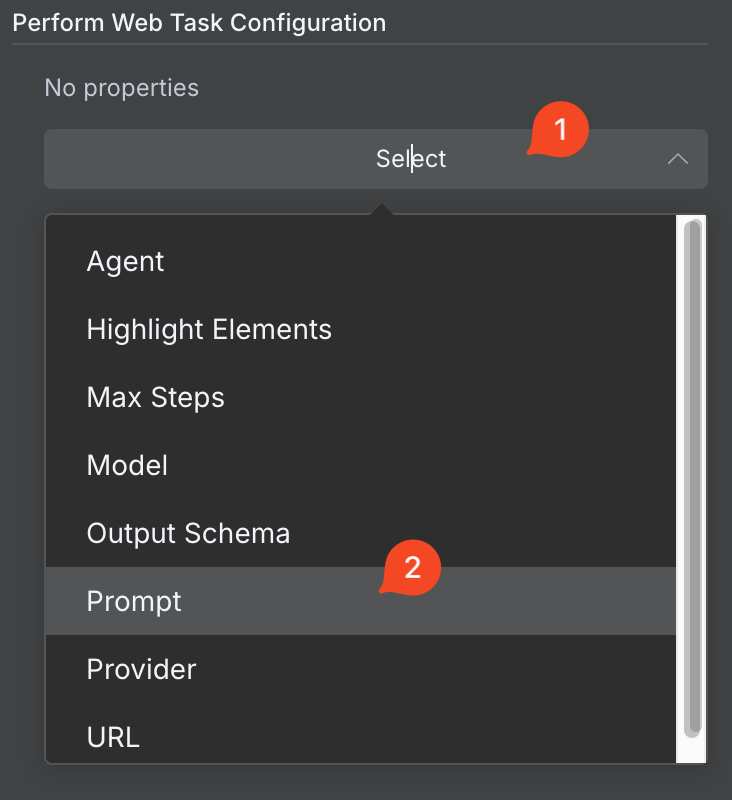 Perform Web Task Configuration
No properties
1
Select
Agent
Highlight Elements
Max Steps
Model
Output Schema
2
Prompt
Provider
URL